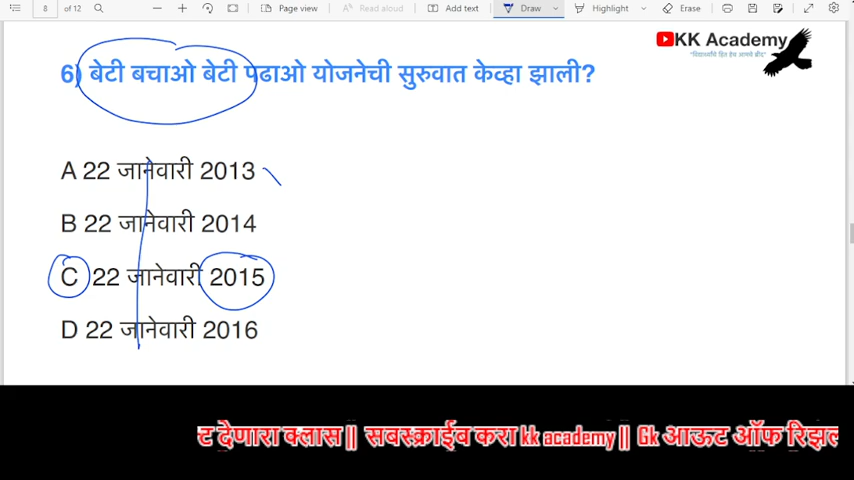 8 of 12 Page view Read aloud Add text Draw Highlight Erase
KK Academy
6) बेटी बचाओ बेटी पढाओ योजनेची सुरुवात केव्हा झाली?
A 22 जानेवारी 2013
B 22 जानेवारी 2014
C 22 जानेवारी 2015
D 22 जानेवारी 2016
ट देणारा क्लास || सबस्क्राईब करा kk academy || Gk आऊट ऑफ रिझल